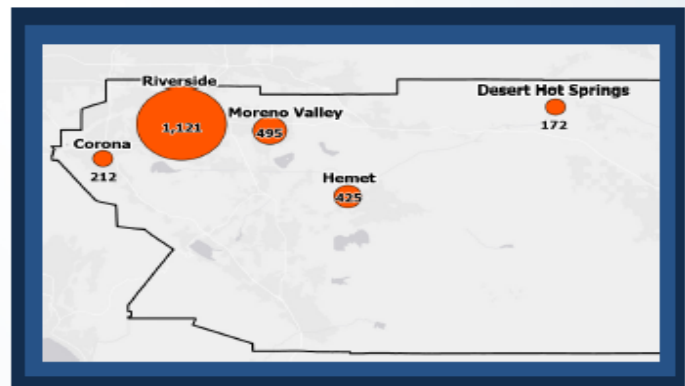 Riverside
1,121
Desert Hot Springs
172
Moreno Valley
495
Corona
212
Hemet
425